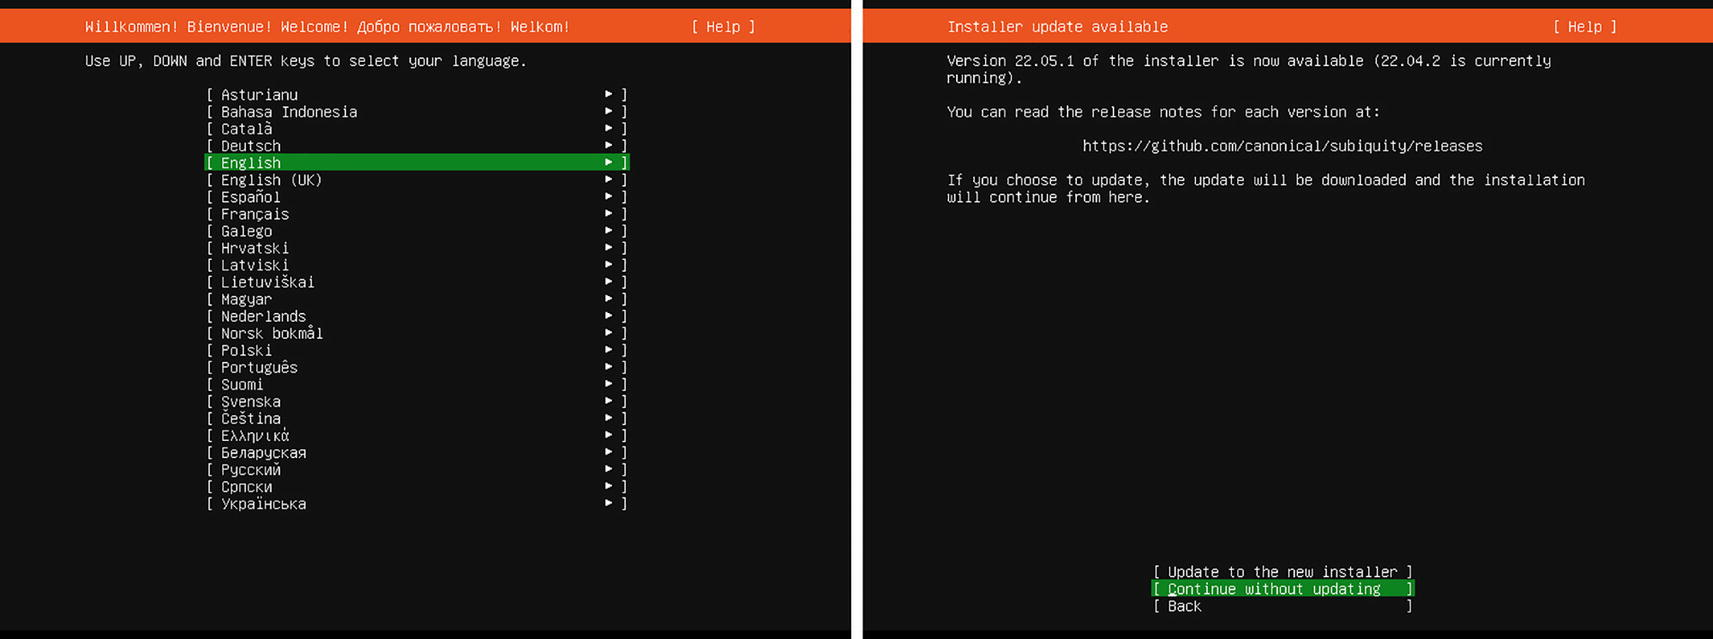 Willkommen! Bienvenue! Welcome! Добро пожаловать! Welkom! [ Help ]
Use UP, DOWN and ENTER keys to select your language.
[ Asturianu ▸ ]
[ Bahasa Indonesia ▸ ]
[ Català ▸ ]
[ Deutsch ▸ ]
[ English ▸ ]
[ English (UK) ▸ ]
[ Español ▸ ]
[ Français ▸ ]
[ Galego ▸ ]
[ Hrvatski ▸ ]
[ Latviski ▸ ]
[ Lietuviškai ▸ ]
[ Magyar ▸ ]
[ Nederlands ▸ ]
[ Norsk bokmål ▸ ]
[ Polski ▸ ]
[ Português ▸ ]
[ Suomi ▸ ]
[ Svenska ▸ ]
[ Čeština ▸ ]
[ Ελληνικά ▸ ]
[ Беларуская ▸ ]
[ Русский ▸ ]
[ Српски ▸ ]
[ Українська ▸ ]
Installer update available [ Help ]
Version 22.05.1 of the installer is now available (22.04.2 is currently
running).
You can read the release notes for each version at:
https://github.com/canonical/subiquity/releases
If you choose to update, the update will be downloaded and the installation
will continue from here.
[ Update to the new installer ]
[ Continue without updating ]
[ Back ]